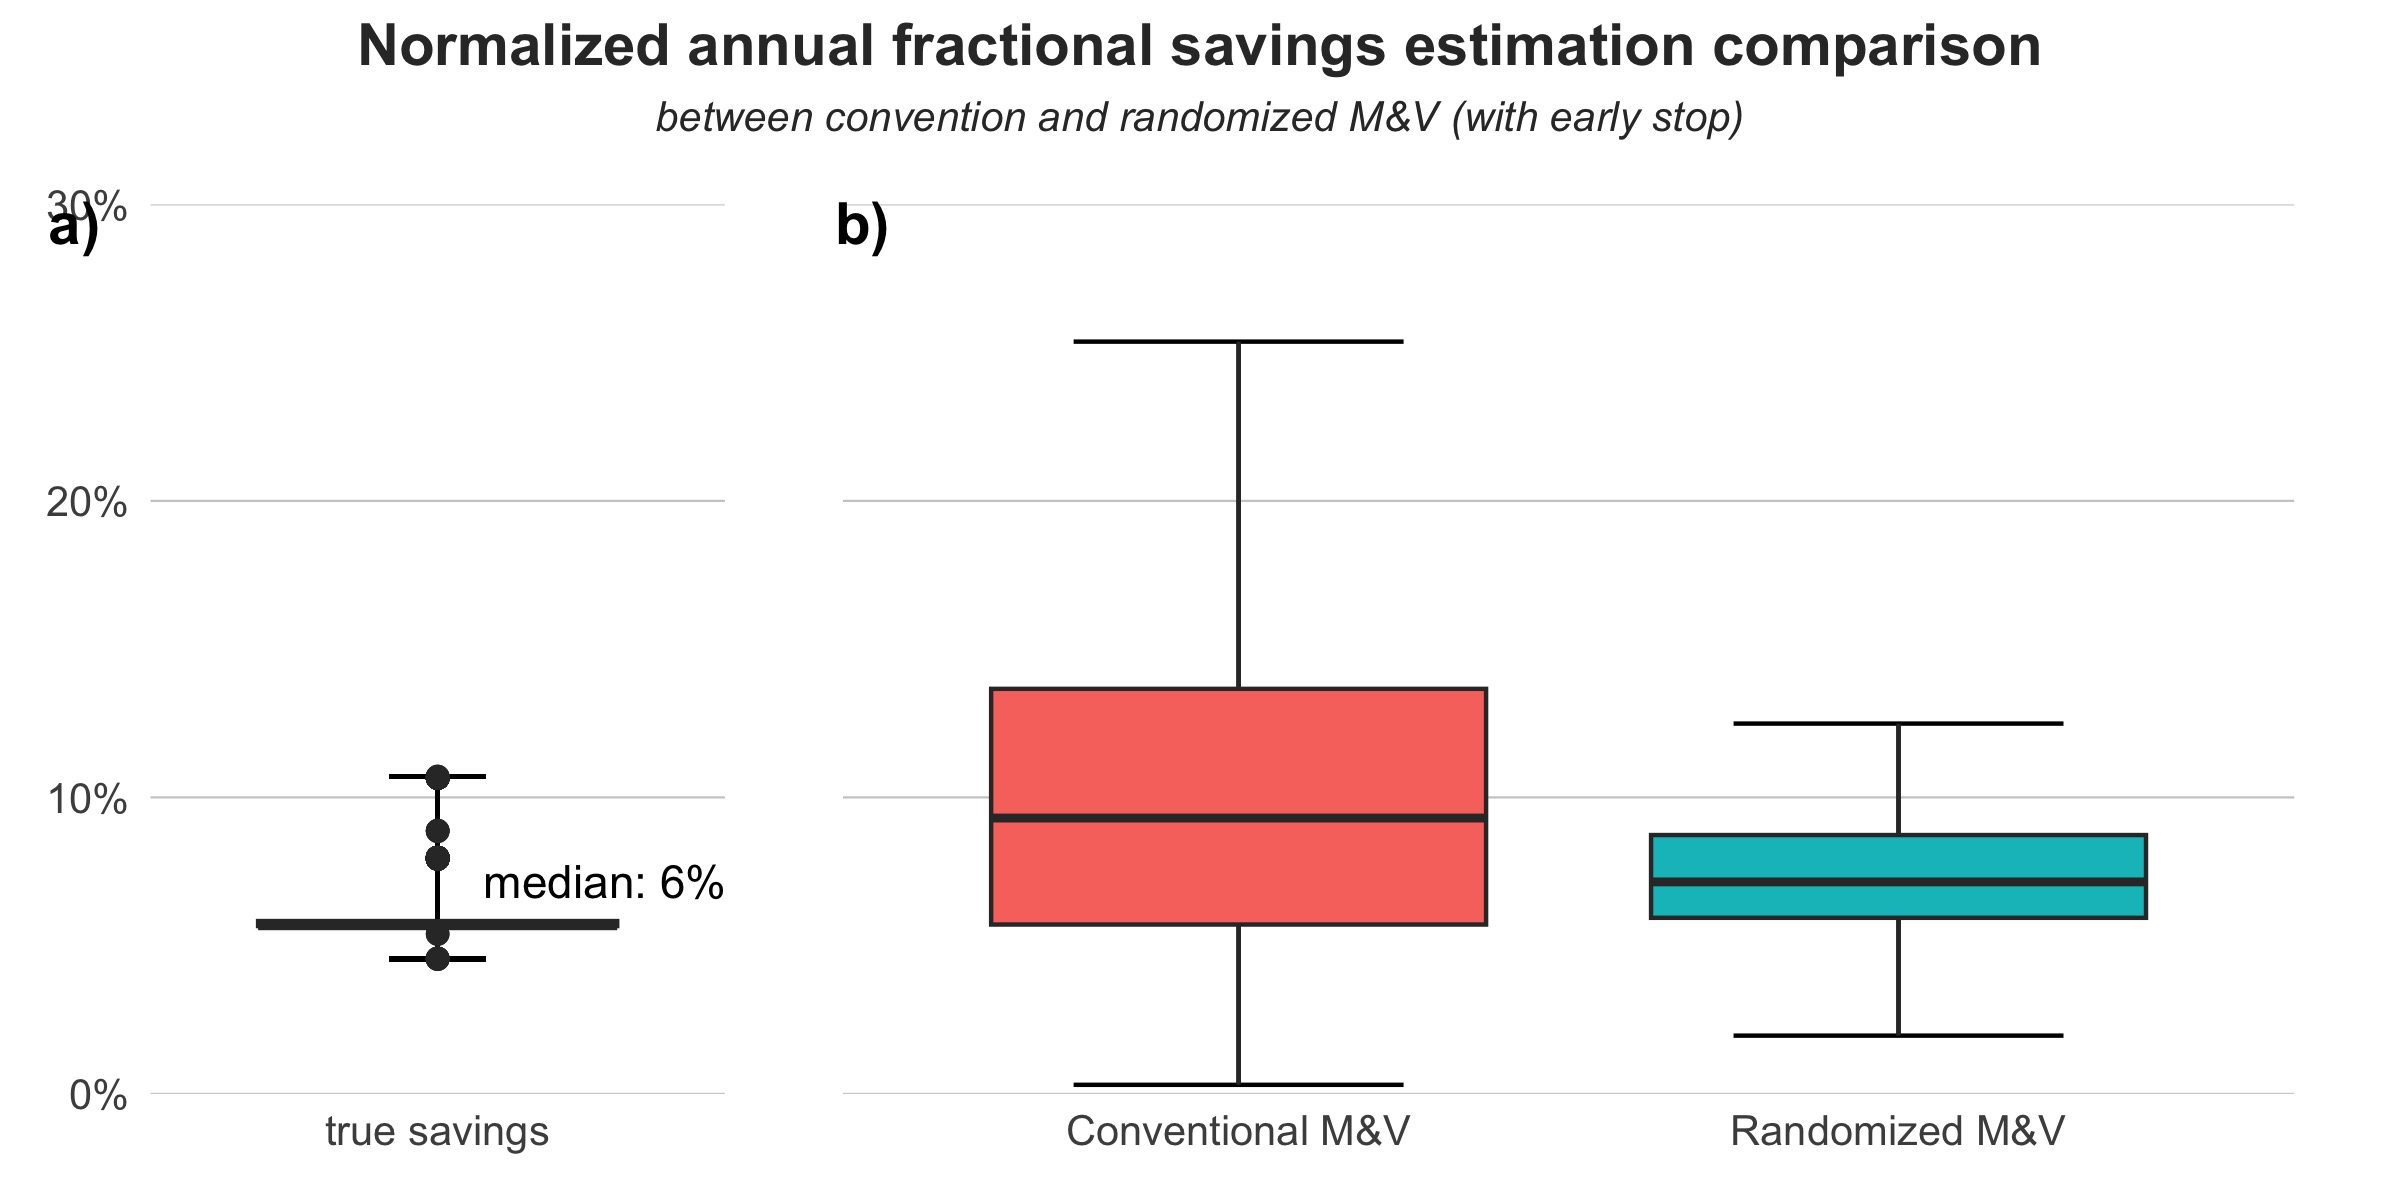 Normalized annual fractional savings estimation comparison
between convention and randomized M&V (with early stop)
30%
a)
b)
20%
10%
median: 6%
0%
true savings
Conventional M&V
Randomized M&V